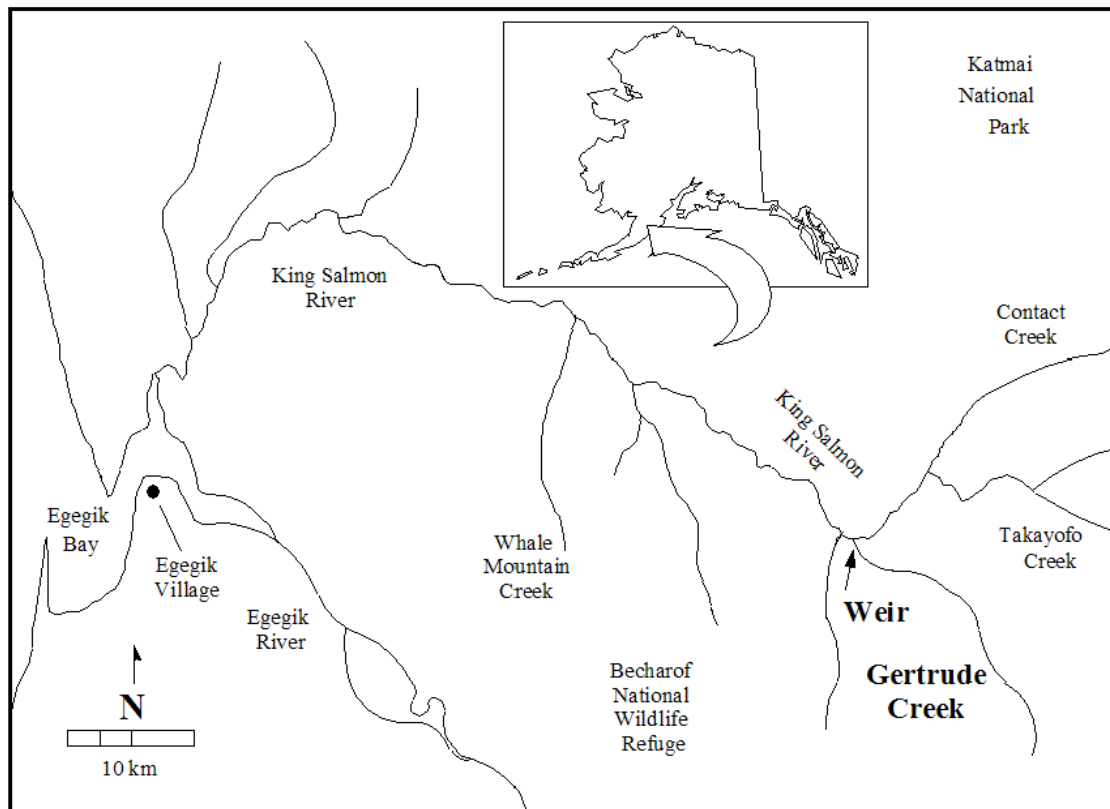 Katmai
National
Park
King Salmon
River
Contact
Creek
King Salmon
River
Egegik
Bay
Egegik
Village
Whale
Mountain
Creek
Takayofo
Creek
Egegik
River
Weir
Becharof
National
Wildlife
Refuge
Gertrude
Creek
N
10 km